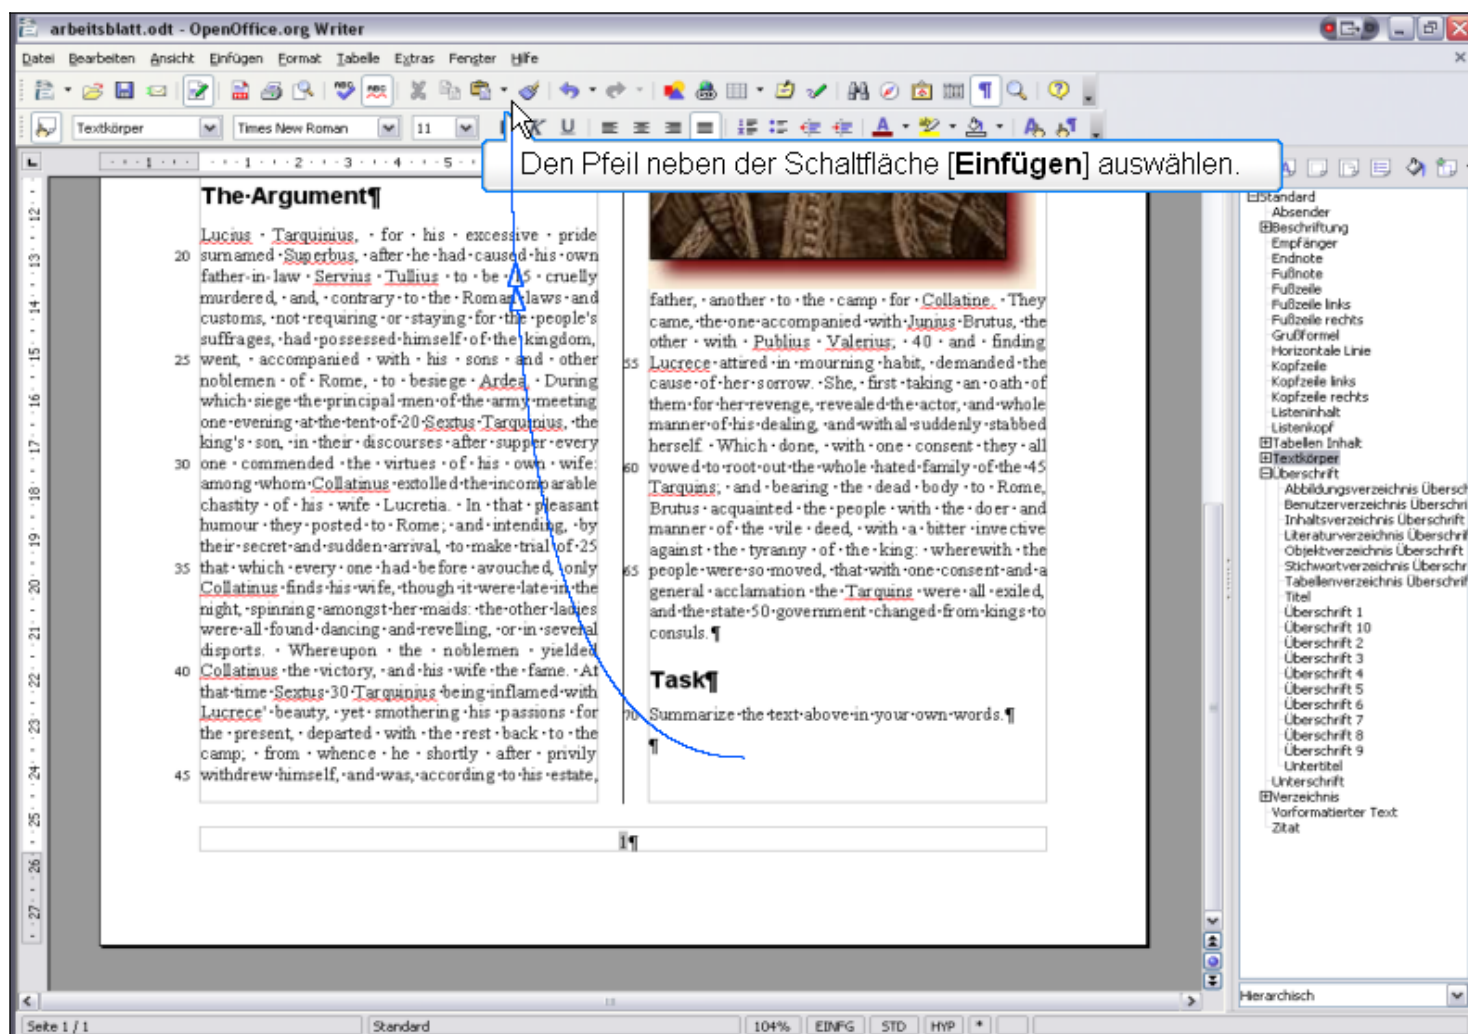 arbeitsblatt.odt - OpenOffice.org Writer
Datei Bearbeiten Ansicht Einfügen Format Tabelle Extras Fenster Hilfe
Textkörper Times New Roman 11 K U
Den Pfeil neben der Schaltfläche [Einfügen] auswählen.
The·Argument¶
Lucius · Tarquinius, · for · his · excessive · pride
20 surnamed ·Superbus, ·after·he·had·caused·his·own
father-in-law · Servius · Tullius · to · be · 15 · cruelly
murdered, · and, · contrary·to·the·Roman·laws·and
customs, ·not·requiring·or·staying·for·the·people's
suffrages, ·had·possessed·himself·of·the·kingdom,
25 went, · accompanied · with · his · sons · and · other
noblemen · of · Rome, · to · besiege · Ardea. · During
which·siege·the·principal·men·of·the·army·meeting
one·evening·at·the·tent·of·20·Sextus·Tarquinius, ·the
king's·son, ·in·their·discourses·after·supper·every
30 one · commended · the · virtues · of · his · own · wife:
among·whom·Collatinus·extolled·the·incomparable
chastity · of · his · wife · Lucretia. · In · that · pleasant
humour·they·posted·to·Rome;·and·intending, ·by
their·secret·and·sudden·arrival, ·to·make·trial·of·25
35 that·which·every·one·had·before·avouched, ·only
Collatinus·finds·his·wife, ·though·it·were·late·in·the
night, ·spinning·amongst·her·maids: ·the·other·ladies
were·all·found·dancing·and·revelling, ·or·in·several
disports. · Whereupon · the · noblemen · yielded
40 Collatinus·the·victory, ·and·his·wife·the·fame. ·At
that·time·Sextus·30·Tarquinius·being·inflamed·with
Lucrece'·beauty, ·yet·smothering·his·passions·for
the·present, ·departed·with·the·rest·back·to·the
camp; · from · whence · he · shortly · after · privily
45 withdrew·himself,·and·was,·according·to·his·estate,
father, · another · to · the · camp · for · Collatine. · They
came, ·the·one·accompanied·with·Junius·Brutus, ·the
other · with · Publius · Valerius; · 40 · and · finding
55 Lucrece·attired·in·mourning·habit, ·demanded·the
cause·of·her·sorrow. ·She, ·first·taking·an·oath·of
them·for·her·revenge, ·revealed·the·actor, ·and·whole
manner·of·his·dealing, ·and·withal·suddenly·stabbed
herself. ·Which·done, ·with·one·consent·they·all
60 vowed·to·root·out·the·whole·hated·family·of·the·45
Tarquins; ·and·bearing·the·dead·body·to·Rome,
Brutus·acquainted·the·people·with·the·doer·and
manner·of·the·vile·deed, ·with·a·bitter·invective
against · the · tyranny · of · the · king: · wherewith · the
65 people·were·so·moved, ·that·with·one·consent·and·a
general·acclamation·the·Tarquins·were·all·exiled,
and·the·state·50·government·changed·from·kings·to
consuls.¶
Task¶
70 Summarize·the·text·above·in·your·own·words.¶
¶
1¶
Standard
Absender
Beschriftung
Empfänger
Endnote
Fußnote
Fußzeile
Fußzeile links
Fußzeile rechts
Grußformel
Horizontale Linie
Kopfzeile
Kopfzeile links
Kopfzeile rechts
Listeninhalt
Listenkopf
Tabellen Inhalt
Textkörper
Überschrift
Abbildungsverzeichnis Übersch
Benutzerverzeichnis Überschrif
Inhaltsverzeichnis Überschrift
Literaturverzeichnis Überschrif
Objektverzeichnis Überschrift
Stichwortverzeichnis Überschr
Tabellenverzeichnis Überschrif
Titel
Überschrift 1
Überschrift 10
Überschrift 2
Überschrift 3
Überschrift 4
Überschrift 5
Überschrift 6
Überschrift 7
Überschrift 8
Überschrift 9
Untertitel
Unterschrift
Verzeichnis
Vorformatierter Text
Zitat
Hierarchisch
Seite 1 / 1 Standard 104% EINFG STD HYP *